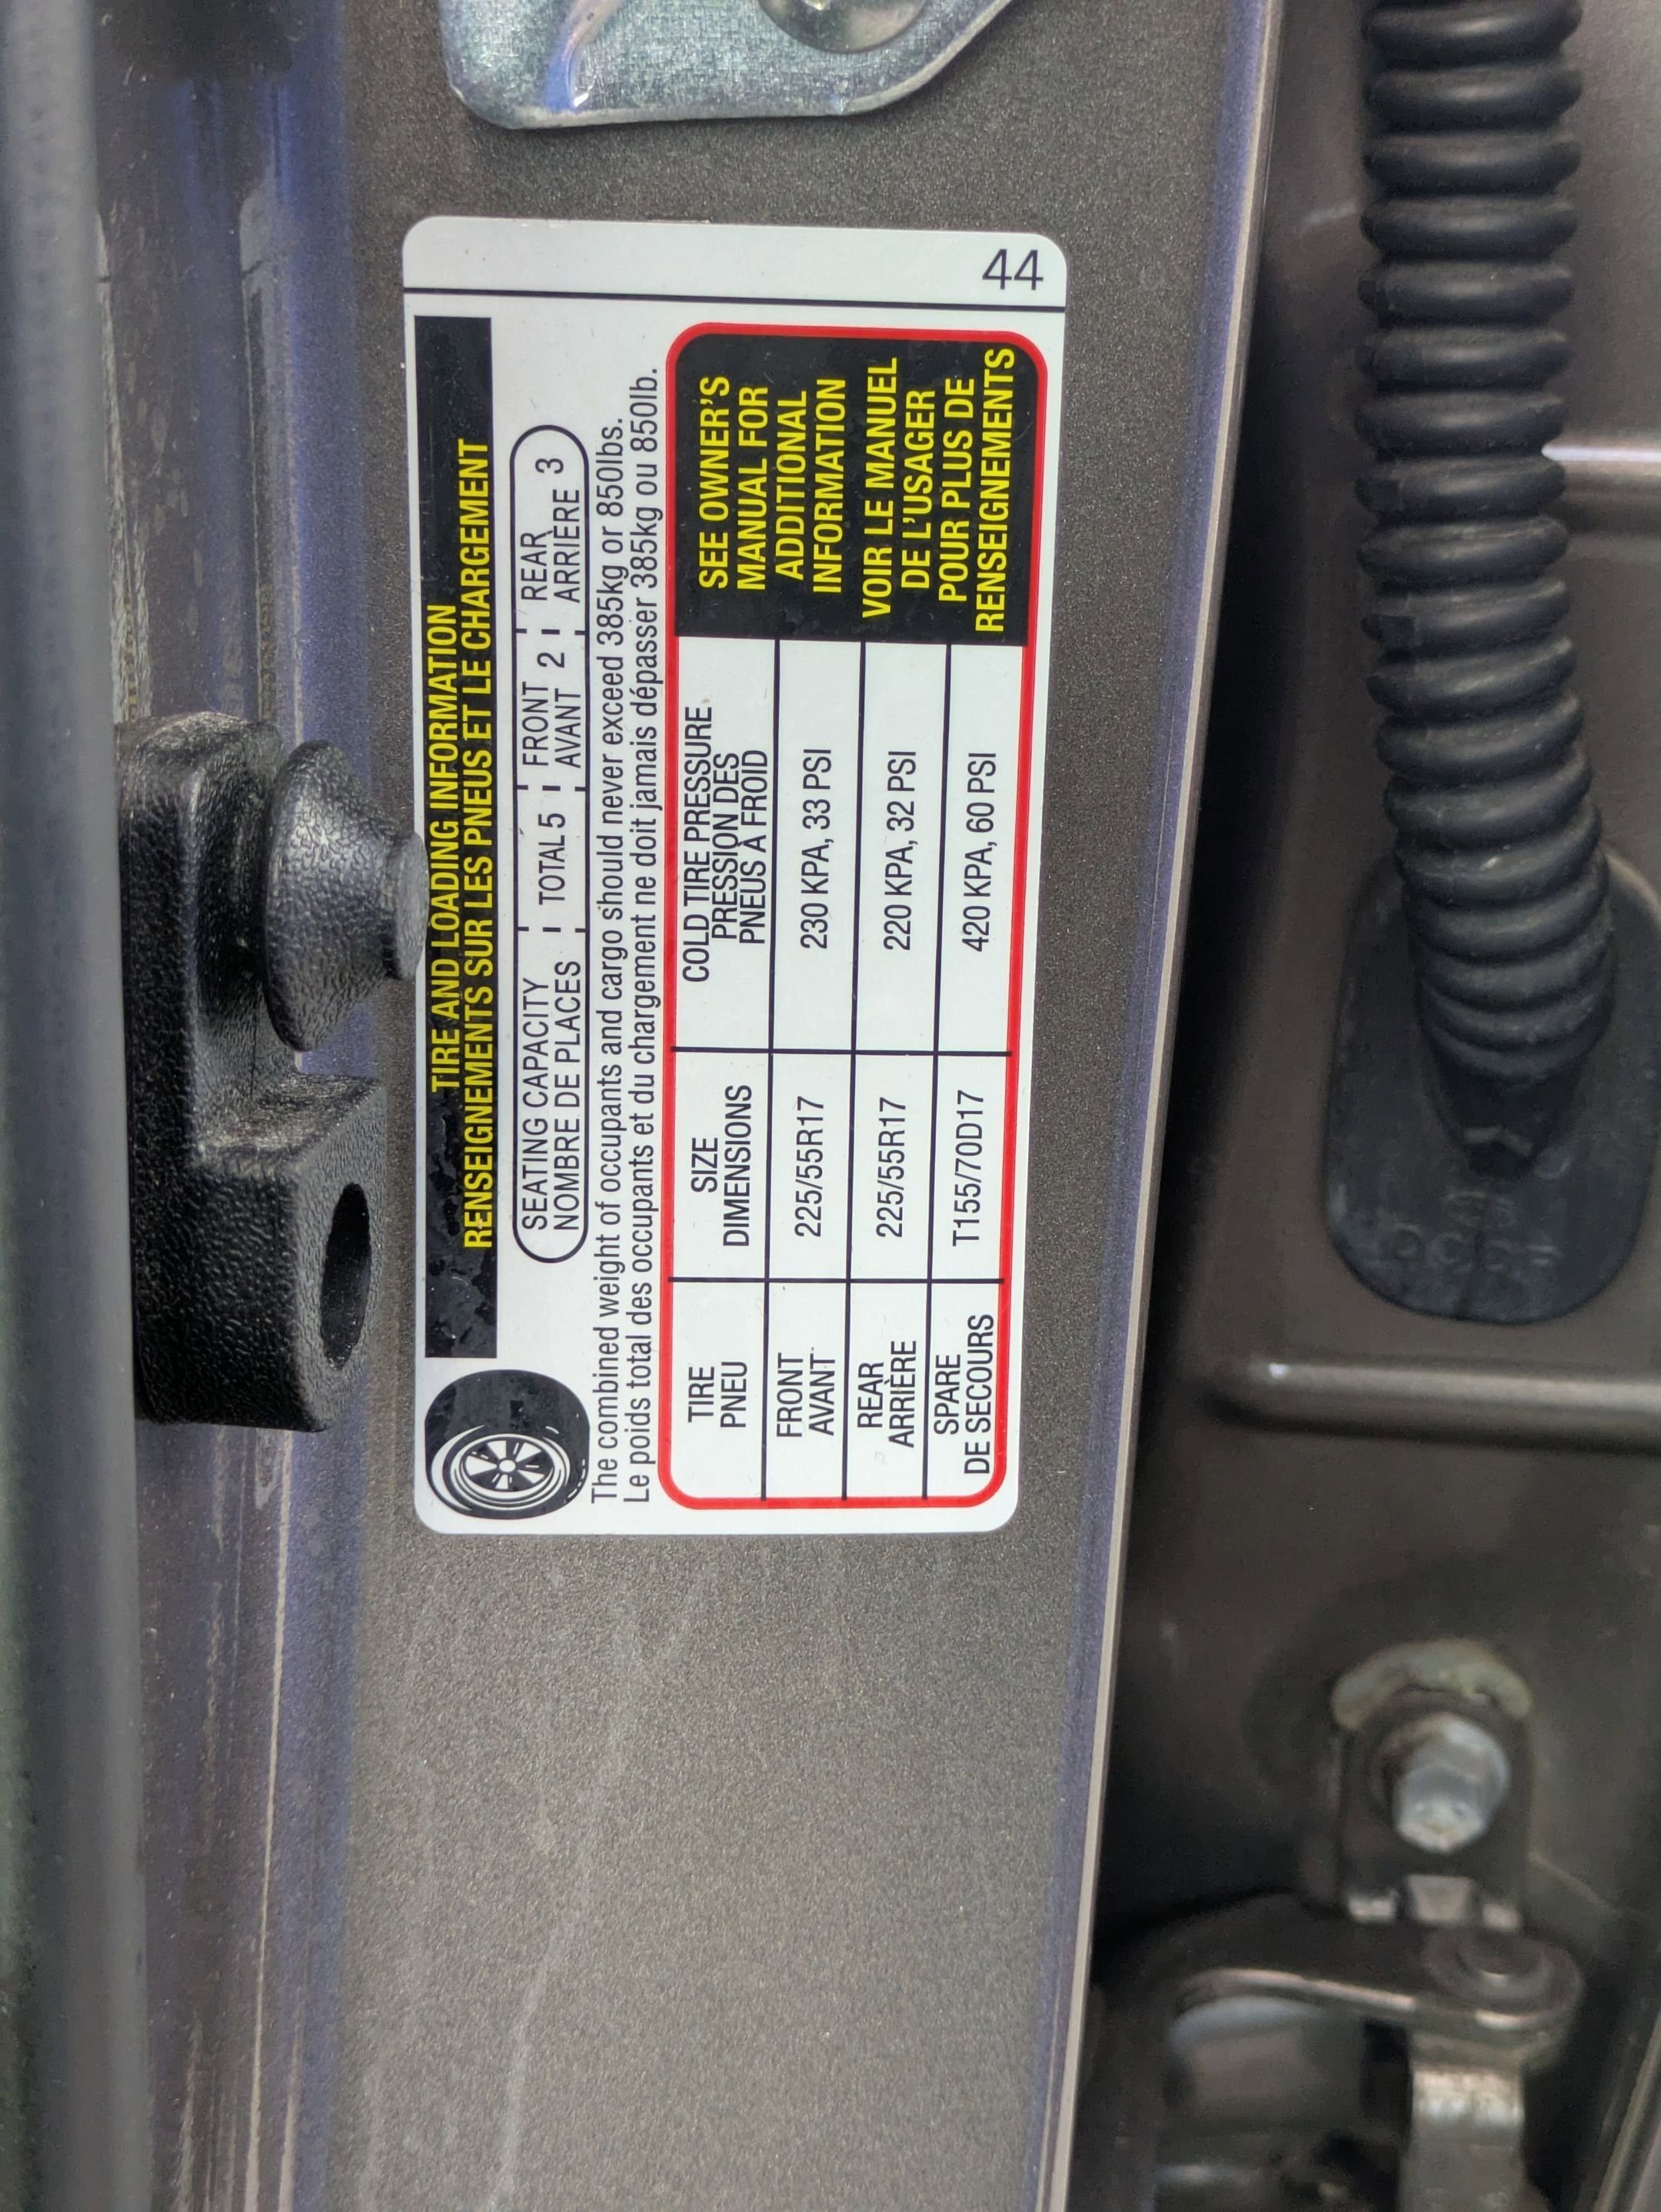 TIRE AND LOADING INFORMATION
RENSEIGNEMENTS SUR LES PNEUS ET LE CHARGEMENT
SEATING CAPACITY TOTAL 5 FRONT 2 REAR 3
NOMBRE DE PLACES AVANT ARRIÈRE
The combined weight of occupants and cargo should never exceed 385kg or 850lbs.
Le poids total des occupants et du chargement ne doit jamais dépasser 385kg ou 850lb.
TIRE
PNEU
SIZE
DIMENSIONS
COLD TIRE PRESSURE
PRESSION DES
PNEUS À FROID
FRONT
AVANT
225/55R17
230 KPA, 33 PSI
REAR
ARRIÈRE
225/55R17
220 KPA, 32 PSI
SPARE
DE SECOURS
T155/70D17
420 KPA, 60 PSI
SEE OWNER'S
MANUAL FOR
ADDITIONAL
INFORMATION
VOIR LE MANUEL
DE L'USAGER
POUR PLUS DE
RENSEIGNEMENTS
44